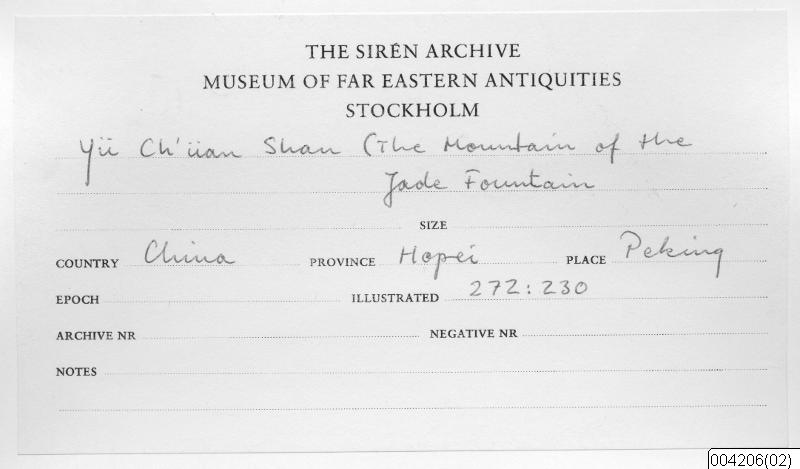 THE SIRÉN ARCHIVE
MUSEUM OF FAR EASTERN ANTIQUITIES
STOCKHOLM
Yü Ch'üan Shan (The Mountain of the
Jade Fountain
SIZE
COUNTRY China PROVINCE Hopei PLACE Peking
EPOCH ILLUSTRATED 272:230
ARCHIVE NR NEGATIVE NR
NOTES
004206(02)